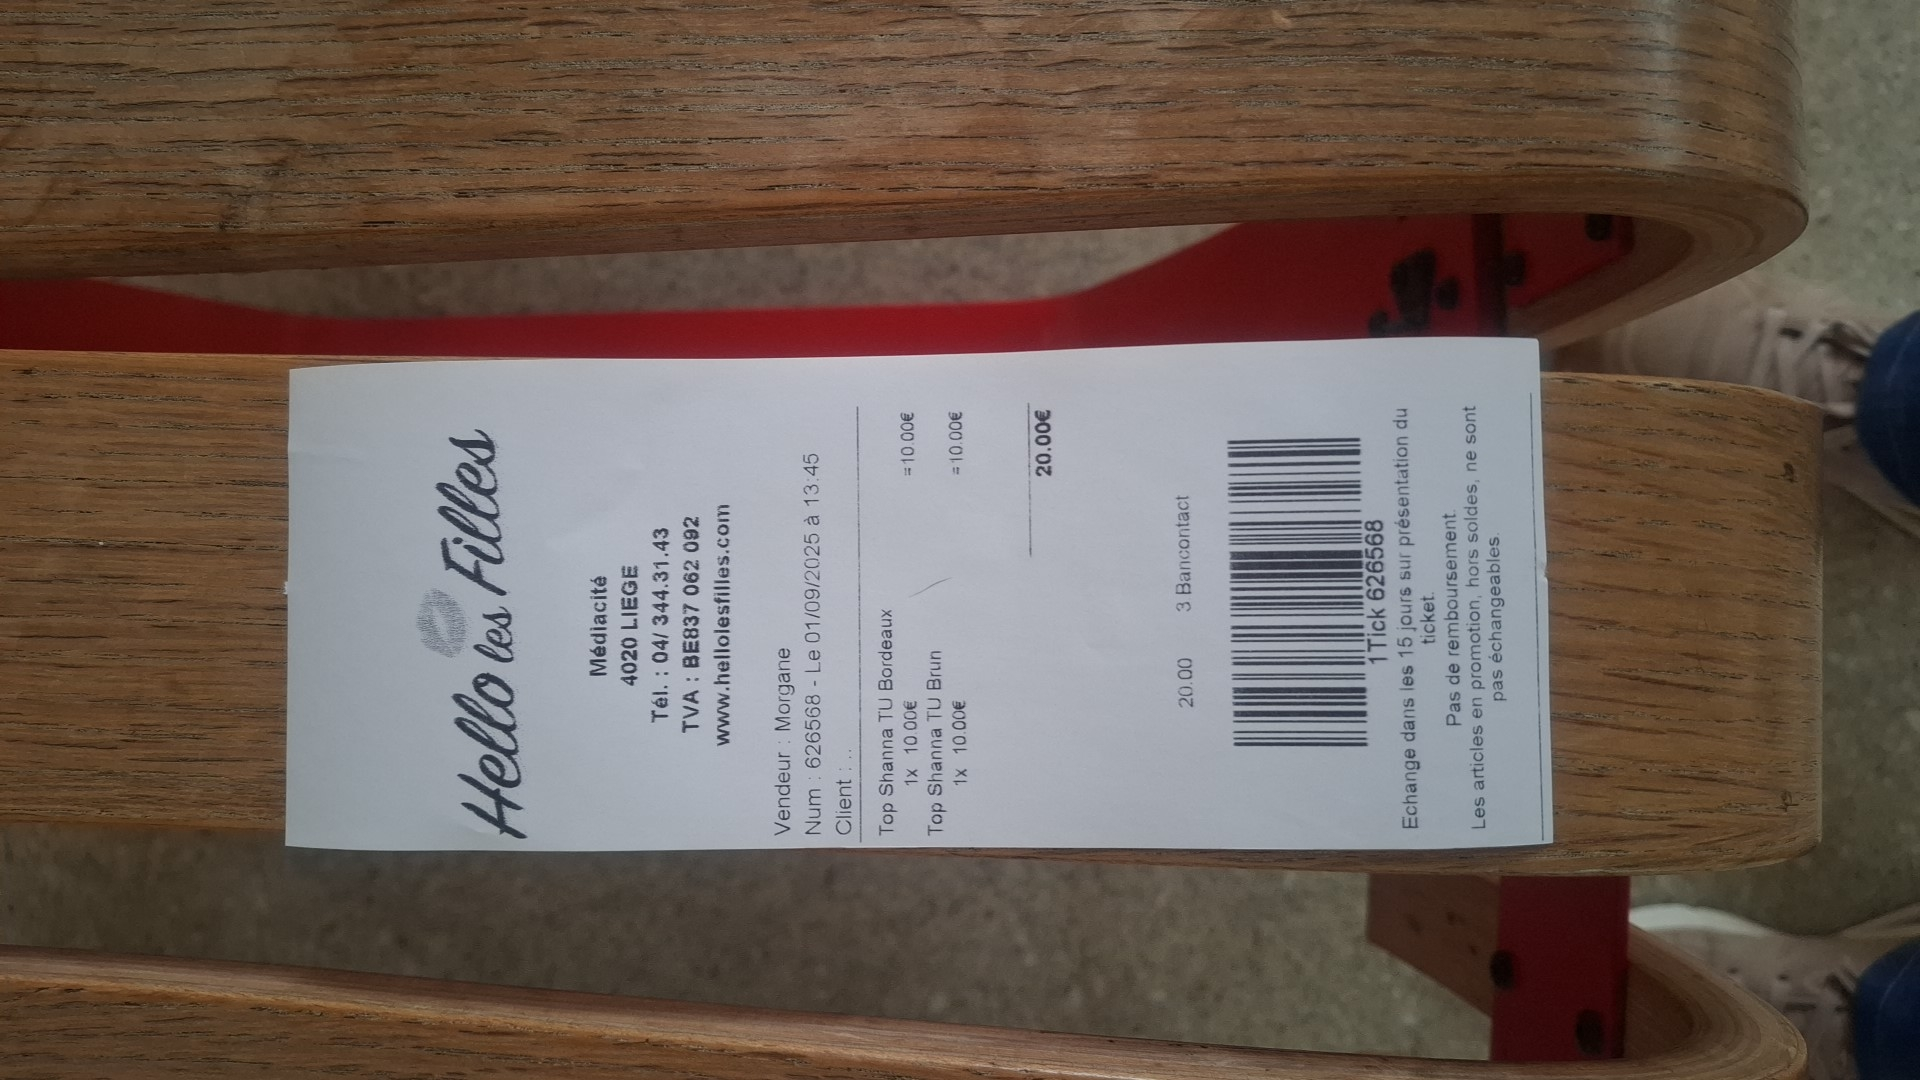 Hello les Filles
Médiacité
4020 LIEGE
Tél. : 04/ 344.31.43
TVA : BE837 062 092
www.hellolesfilles.com
Vendeur : Morgane
Num : 626568 - Le 01/09/2025 à 13:45
Client : ..
Top Shanna TU Bordeaux
1x 10.00€ =10.00€
Top Shanna TU Brun
1x 10.00€ =10.00€
20.00€
20.00 3 Bancontact
1Tick 626568
Echange dans les 15 jours sur présentation du
ticket.
Pas de remboursement.
Les articles en promotion, hors soldes, ne sont
pas échangeables.